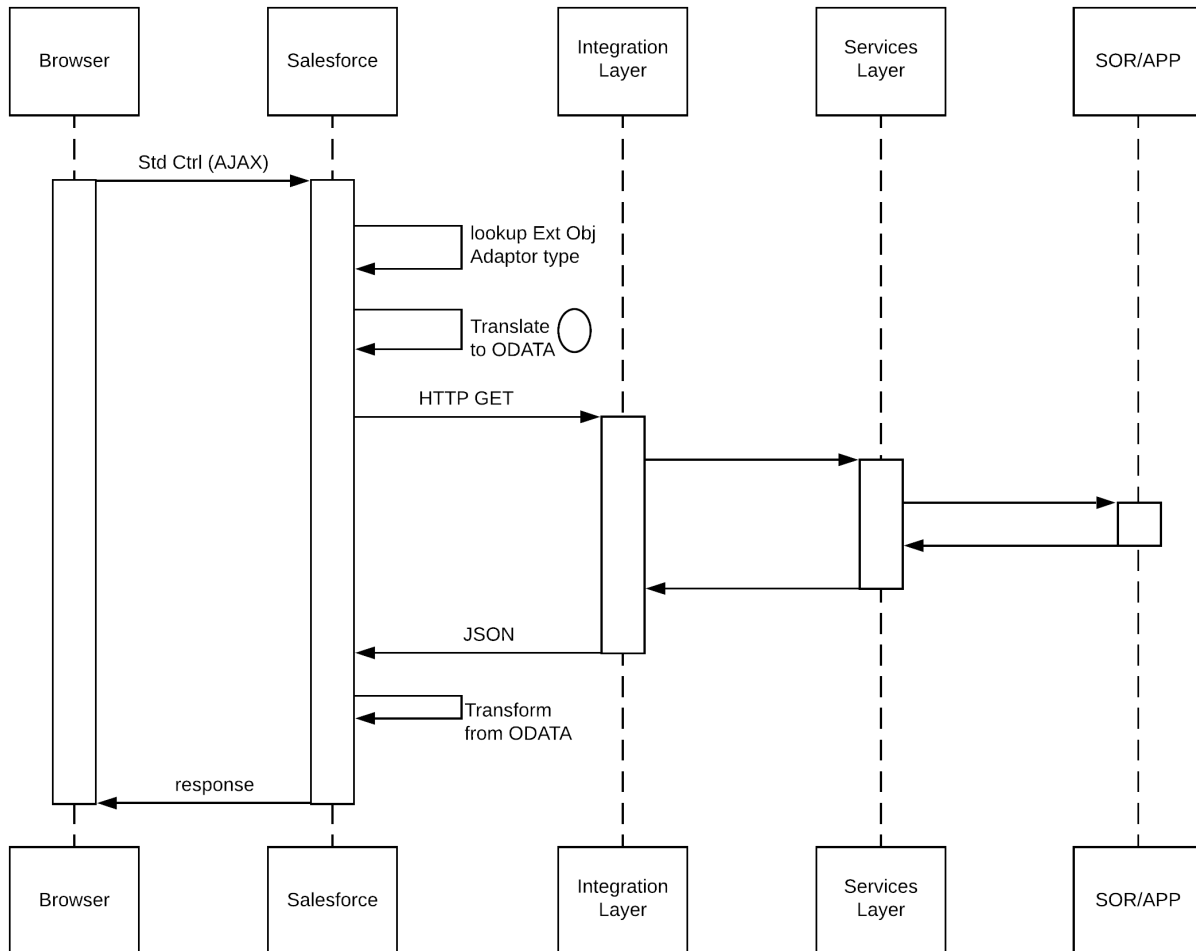 Browser
Salesforce
Integration
Layer
Services
Layer
SOR/APP
Std Ctrl (AJAX)
lookup Ext Obj
Adaptor type
Translate
to ODATA
HTTP GET
JSON
Transform
from ODATA
response
Browser
Salesforce
Integration
Layer
Services
Layer
SOR/APP